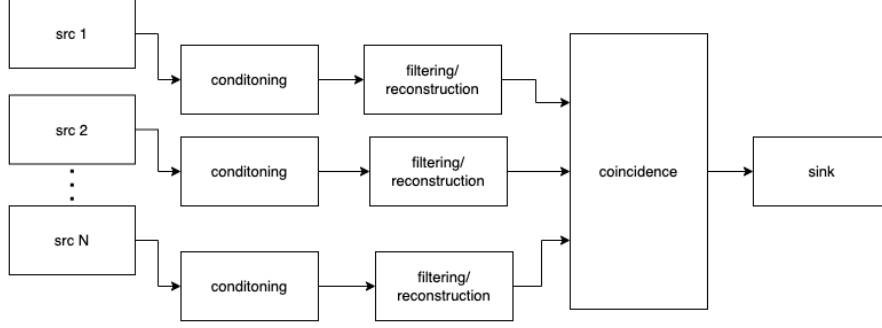 src 1
conditoning
filtering/
reconstruction
src 2
conditoning
filtering/
reconstruction
src N
conditoning
filtering/
reconstruction
coincidence
sink